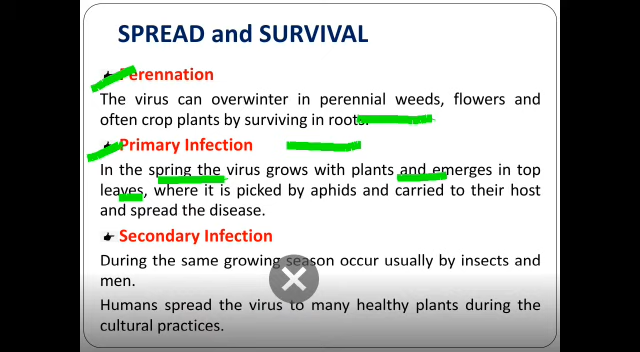 SPREAD and SURVIVAL
Perennation
The virus can overwinter in perennial weeds, flowers and
often crop plants by surviving in roots.
Primary Infection
In the spring the virus grows with plants and emerges in top
leaves, where it is picked by aphids and carried to their host
and spread the disease.
Secondary Infection
During the same growing season occur usually by insects and
men.
Humans spread the virus to many healthy plants during the
cultural practices.